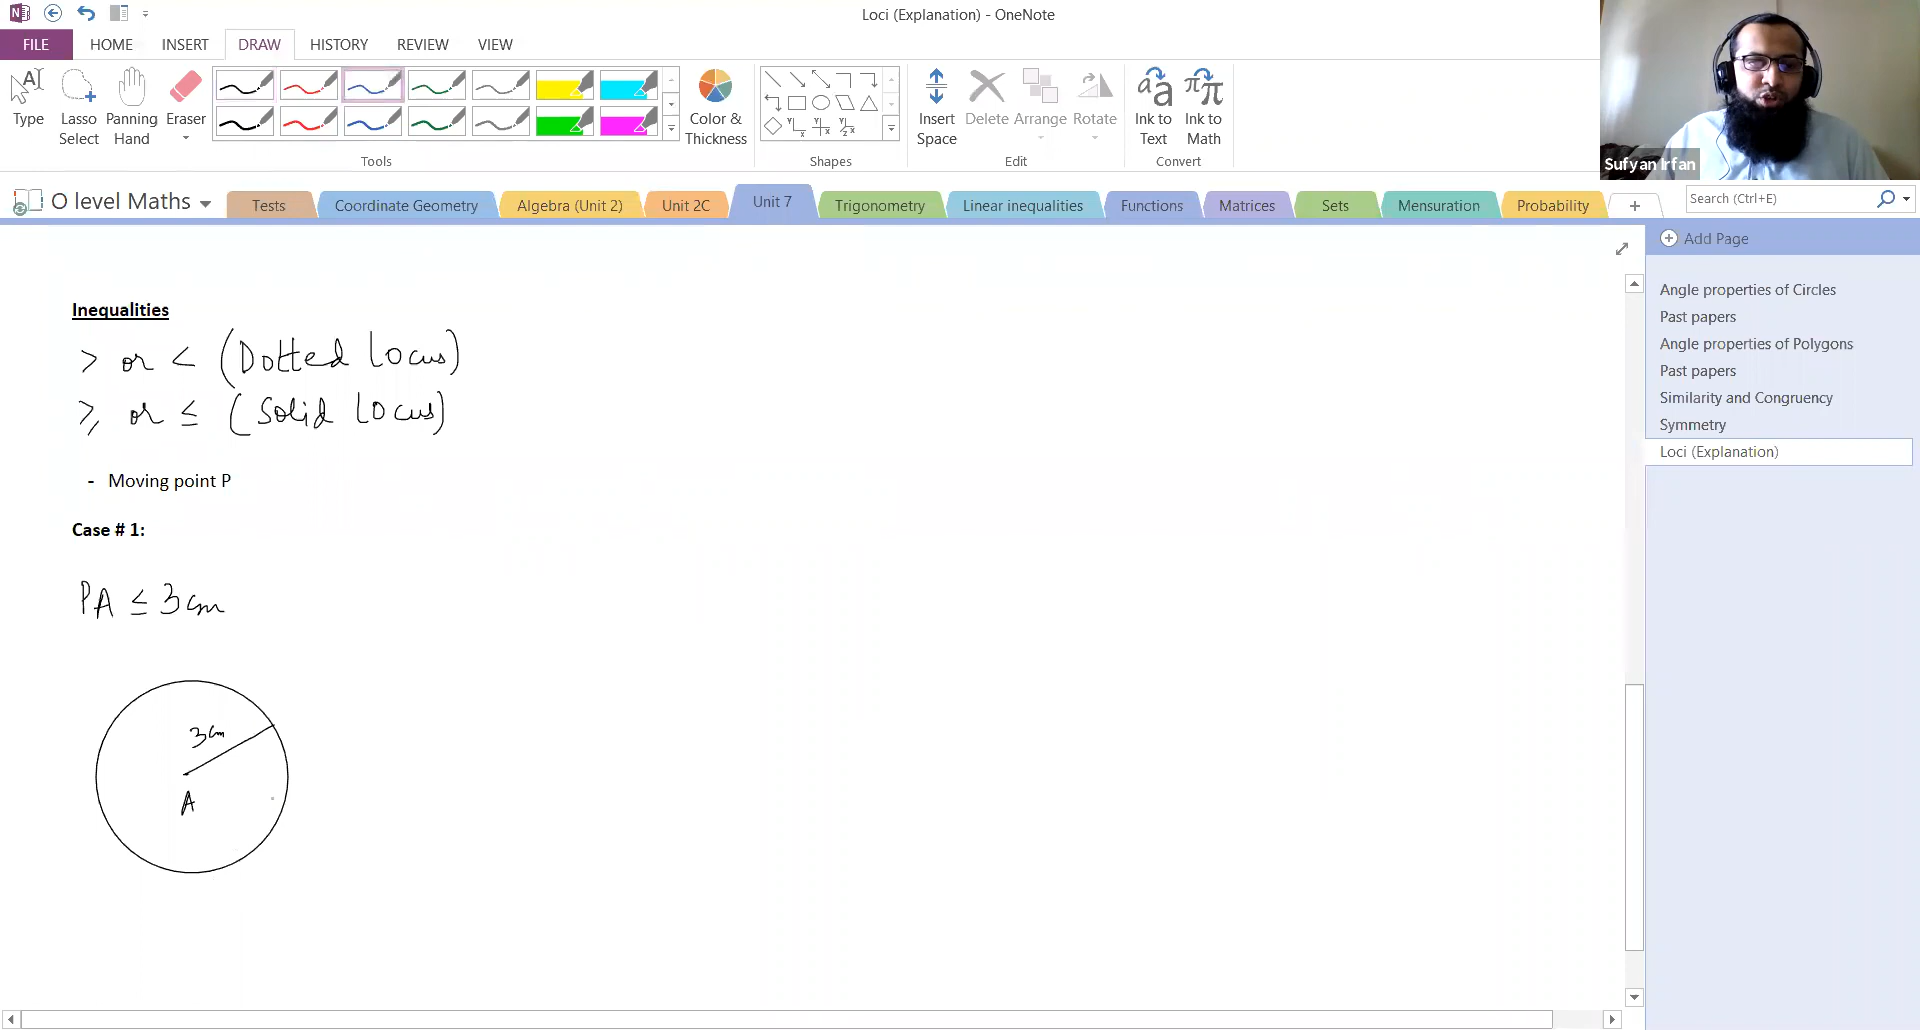 Loci (Explanation) - OneNote
FILE HOME INSERT DRAW HISTORY REVIEW VIEW
Type
Lasso Select
Panning Hand
Eraser
Color & Thickness
Insert Space
Delete
Arrange
Rotate
Ink to Text
Ink to Math
Tools
Shapes
Edit
Convert
Sufyan Irfan
O level Maths
Tests
Coordinate Geometry
Algebra (Unit 2)
Unit 2C
Unit 7
Trigonometry
Linear inequalities
Functions
Matrices
Sets
Mensuration
Probability
Search (Ctrl+E)
Add Page
Angle properties of Circles
Past papers
Angle properties of Polygons
Past papers
Similarity and Congruency
Symmetry
Loci (Explanation)
Inequalities
> or < (Dotted Locus)
≥ or ≤ (Solid Locus)
- Moving point P
Case # 1:
PA ≤ 3cm
3cm
A